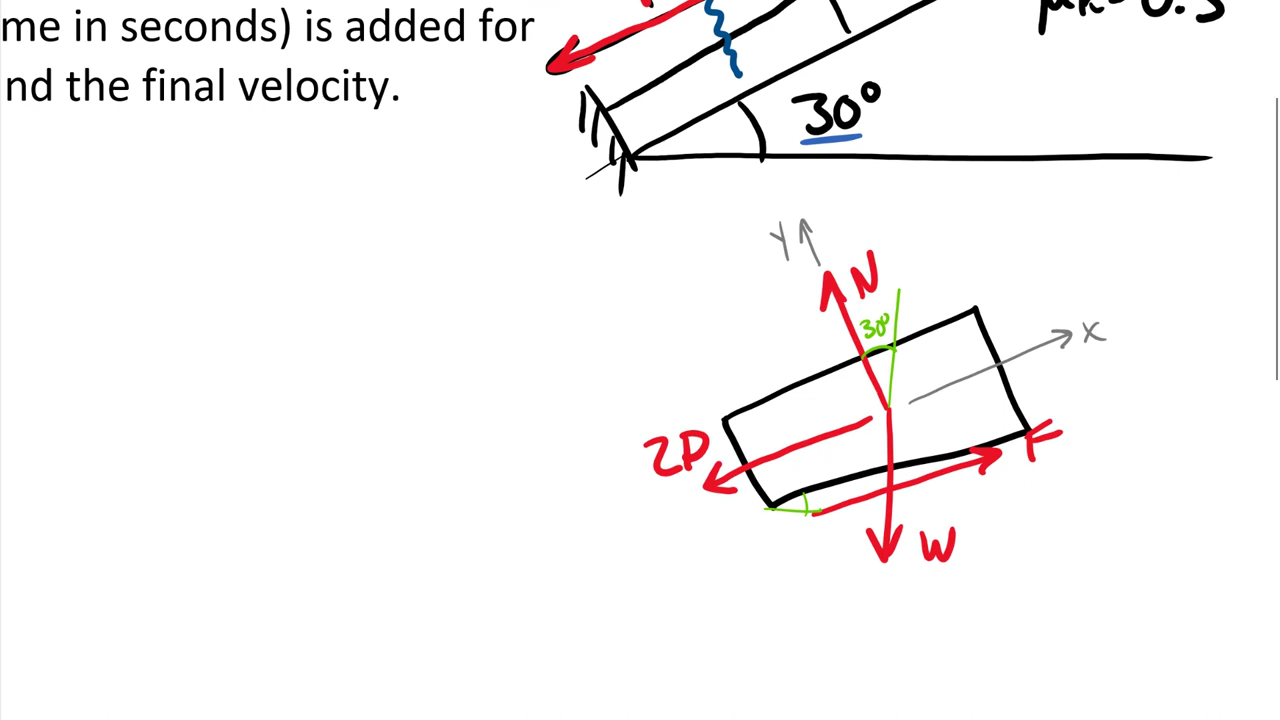 me in seconds) is added for
nd the final velocity.
30°
Y
N
30°
X
2P
F
W